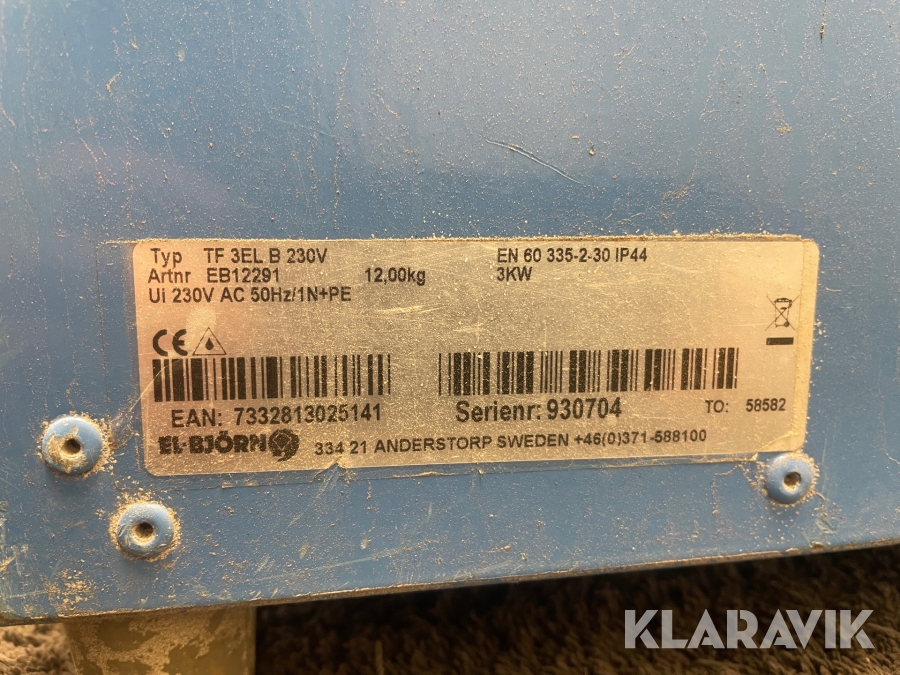 Typ TF 3EL B 230V EN 60 335-2-30 IP44
Artnr EB12291 12,00kg 3KW
Ui 230V AC 50Hz/1N+PE
CE
EAN: 7332813025141 Serienr: 930704 TO: 58582
EL-BJÖRN 334 21 ANDERSTORP SWEDEN +46(0)371-588100
KLARAVIK